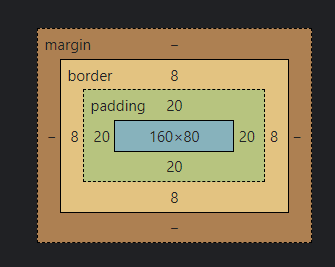 margin –
border 8
padding 20
– 8 20 160×80 20 8 –
20
8
–